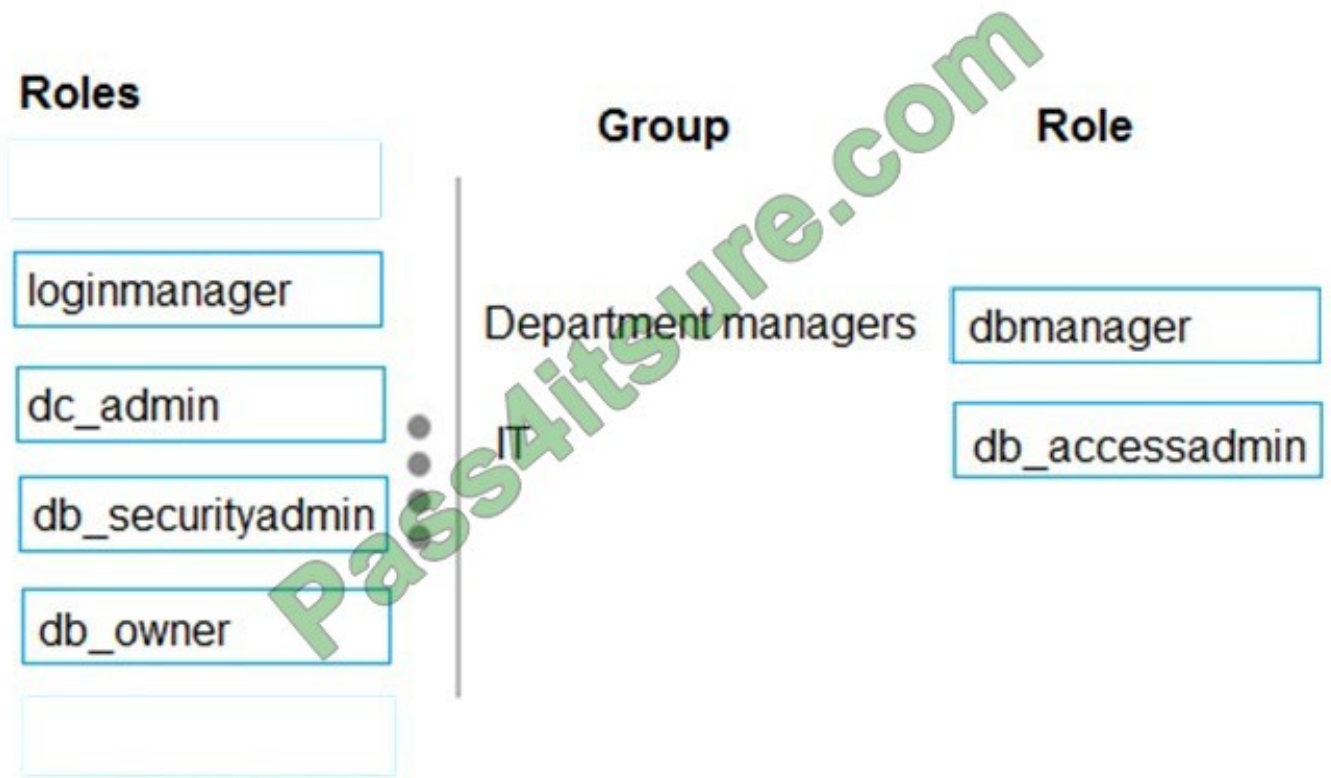 Roles
Group
Role
loginmanager
dc_admin
db_securityadmin
db_owner
Department managers
dbmanager
IT
db_accessadmin
Pass4itsure.com